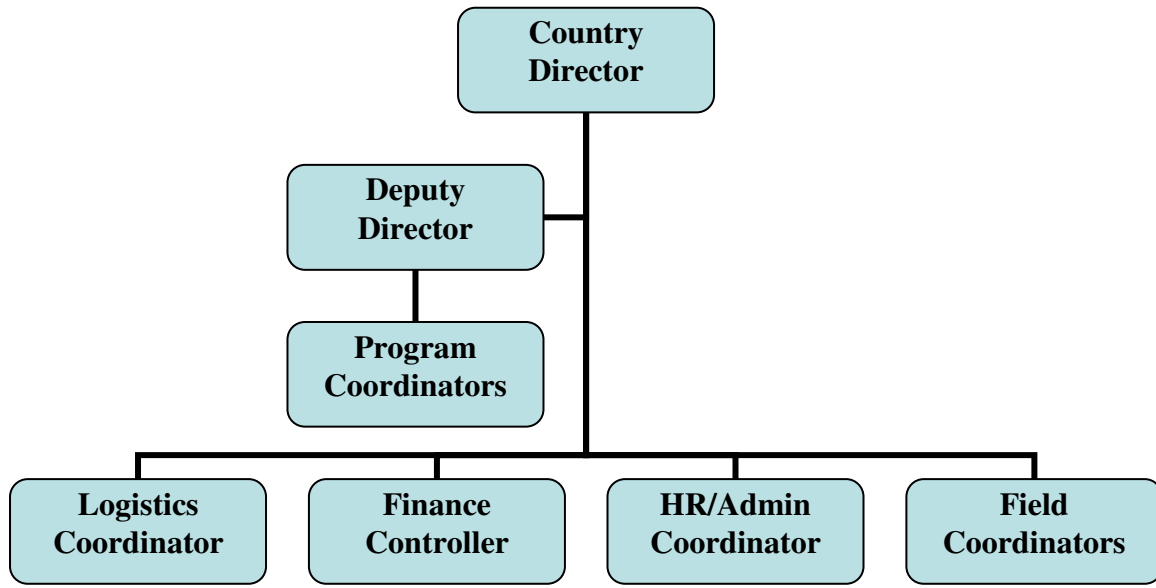 Country
Director
Deputy
Director
Program
Coordinators
Logistics
Coordinator
Finance
Controller
HR/Admin
Coordinator
Field
Coordinators